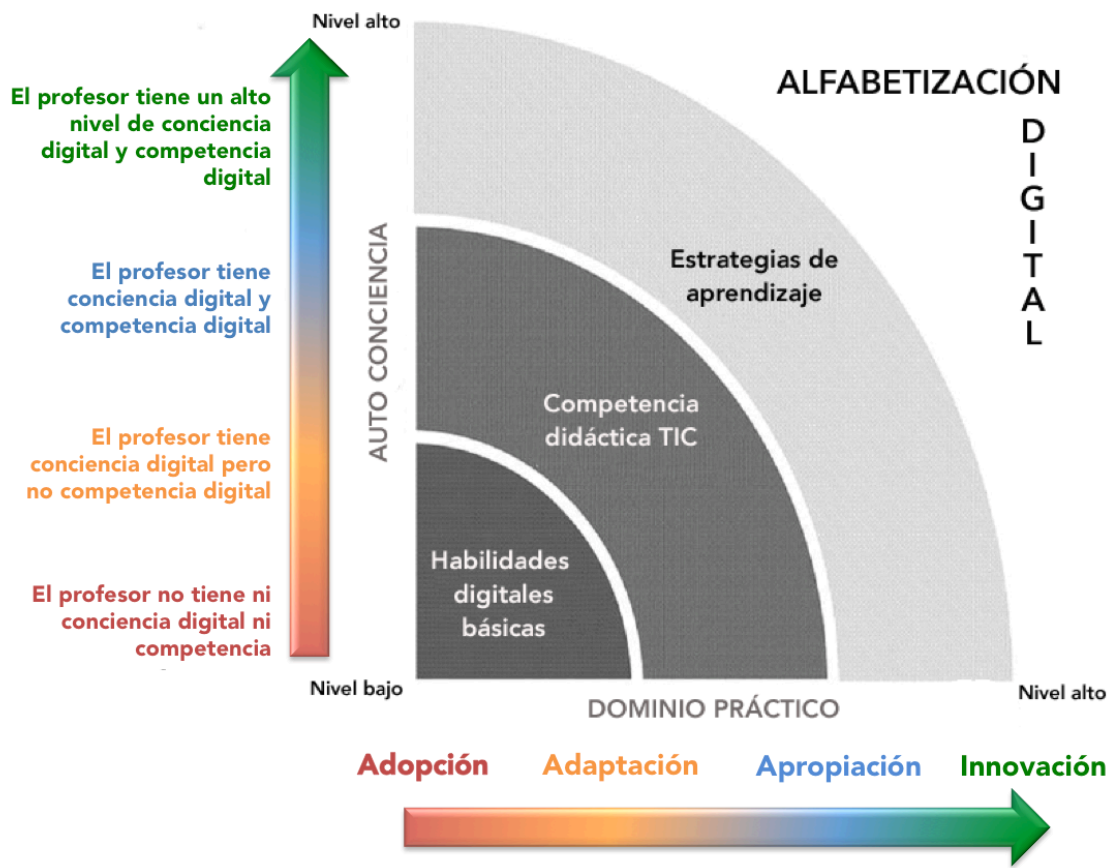 Nivel alto
El profesor tiene un alto
nivel de conciencia
digital y competencia
digital
El profesor tiene
conciencia digital y
competencia digital
El profesor tiene
conciencia digital pero
no competencia digital
El profesor no tiene ni
conciencia digital ni
competencia
AUTO CONCIENCIA
ALFABETIZACIÓN
DIGITAL
Estrategias de
aprendizaje
Competencia
didáctica TIC
Habilidades
digitales
básicas
Nivel bajo
DOMINIO PRÁCTICO
Nivel alto
Adopción
Adaptación
Apropiación
Innovación